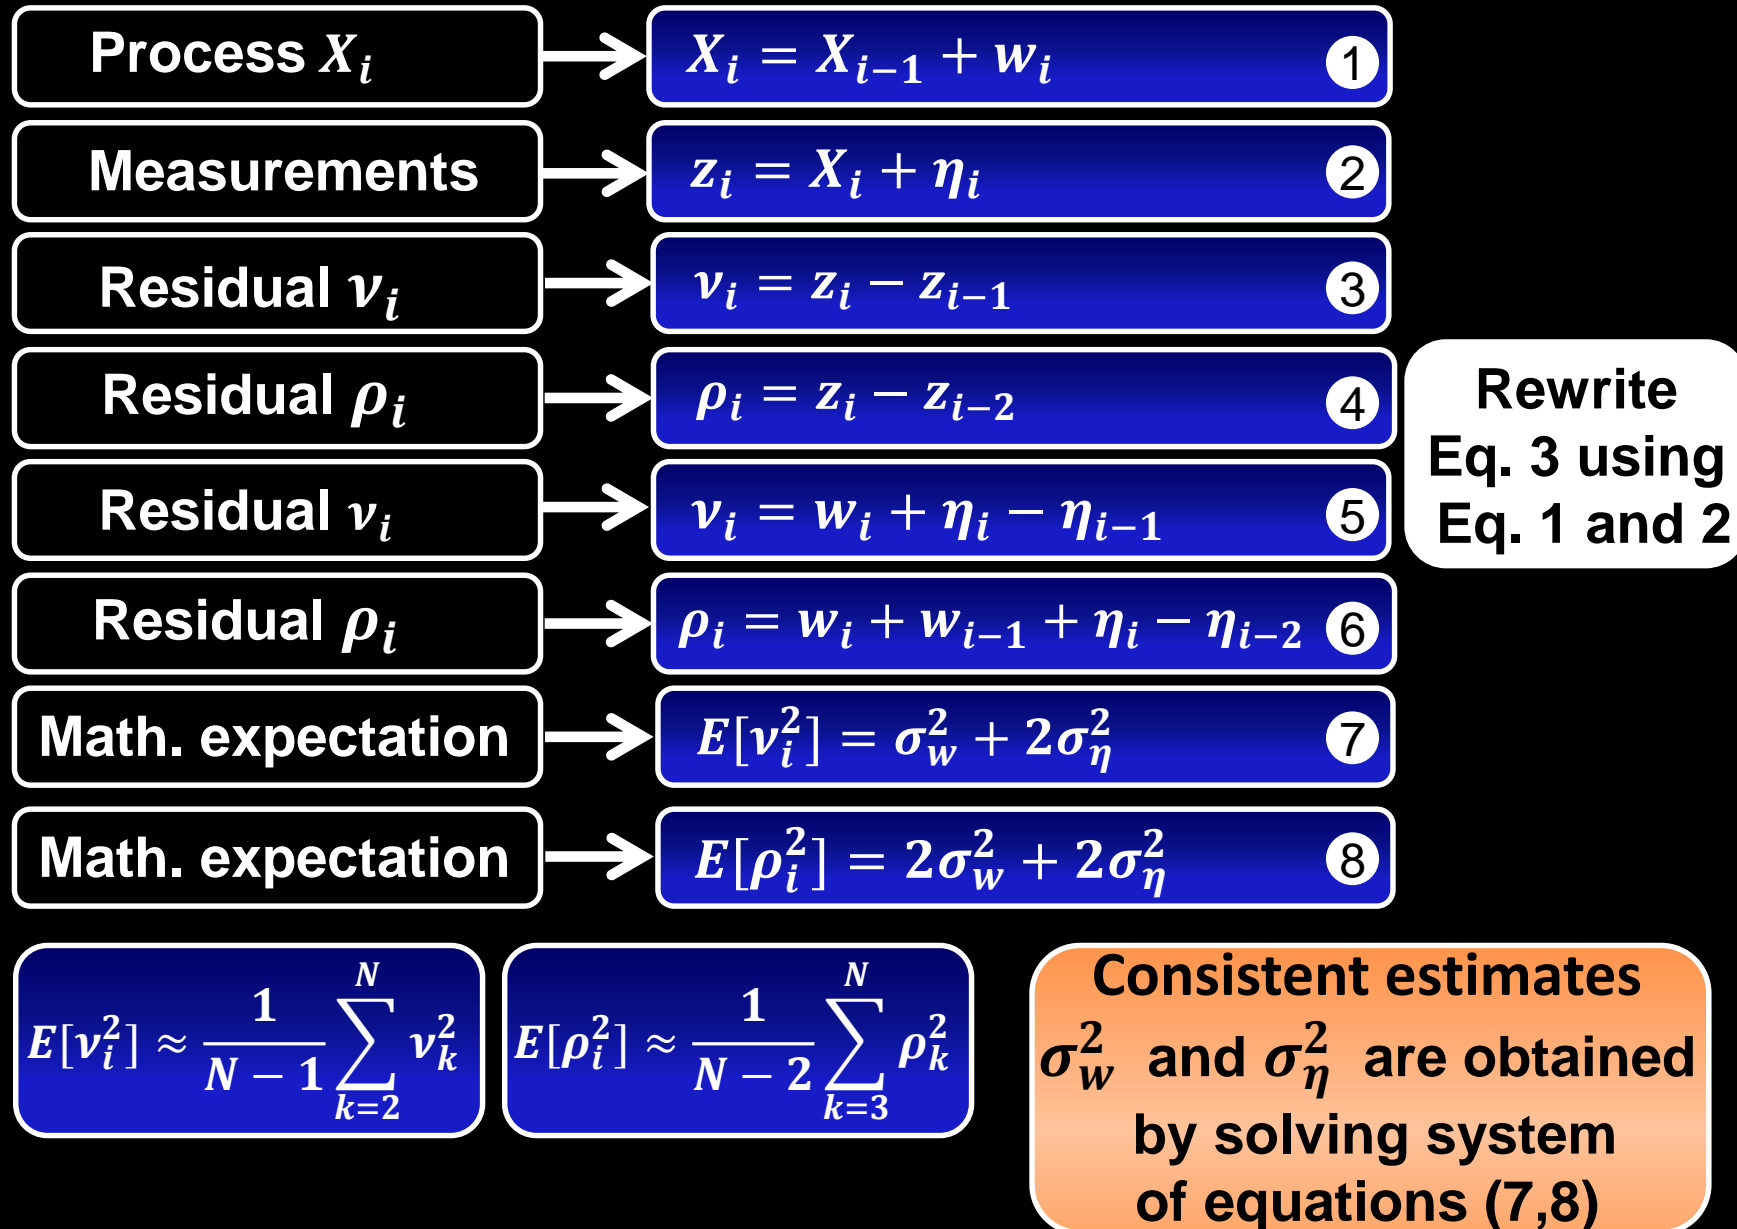 Process X_i → X_i = X_{i−1} + w_i ①
Measurements → z_i = X_i + η_i ②
Residual ν_i → ν_i = z_i − z_{i−1} ③
Residual ρ_i → ρ_i = z_i − z_{i−2} ④
Residual ν_i → ν_i = w_i + η_i − η_{i−1} ⑤
Rewrite
Eq. 3 using
Eq. 1 and 2
Residual ρ_i → ρ_i = w_i + w_{i−1} + η_i − η_{i−2} ⑥
Math. expectation → E[ν_i^2] = σ_w^2 + 2σ_η^2 ⑦
Math. expectation → E[ρ_i^2] = 2σ_w^2 + 2σ_η^2 ⑧
E[ν_i^2] ≈ \frac{1}{N − 1} \sum_{k=2}^{N} ν_k^2
E[ρ_i^2] ≈ \frac{1}{N − 2} \sum_{k=3}^{N} ρ_k^2
Consistent estimates
σ_w^2 and σ_η^2 are obtained
by solving system
of equations (7,8)